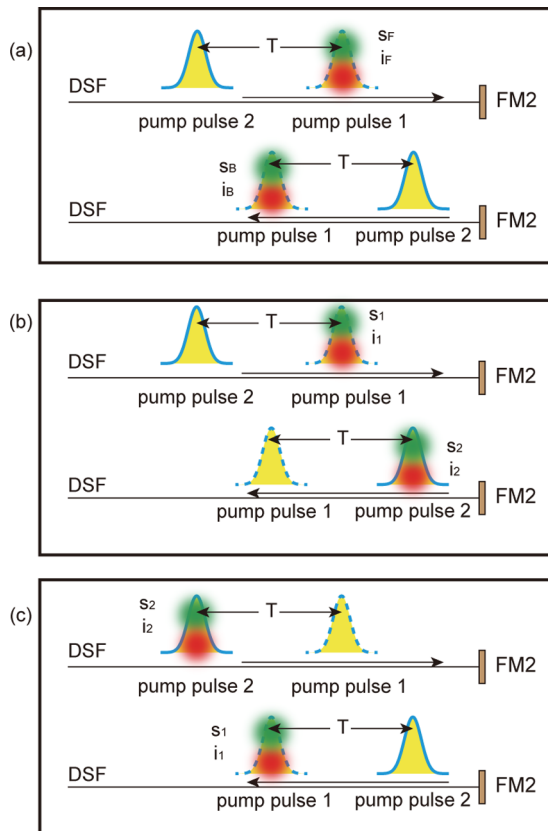 (a)
T
sF
iF
DSF
FM2
pump pulse 2 pump pulse 1
T
sB
iB
DSF
pump pulse 1 pump pulse 2
FM2
(b)
T
s1
i1
DSF
FM2
pump pulse 2 pump pulse 1
T
s2
i2
DSF
pump pulse 1 pump pulse 2
FM2
(c)
s2
i2
T
DSF
FM2
pump pulse 2 pump pulse 1
s1
i1
T
DSF
pump pulse 1 pump pulse 2
FM2